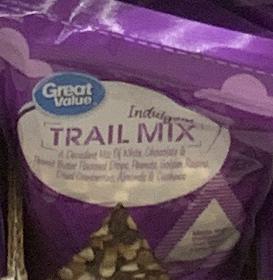 Great
Value
Indulgent
TRAIL MIX
A Decadent Mix Of White, Chocolate &
Peanut Butter Flavored Drops, Peanuts, Golden Raisins,
Dried Cranberries, Almonds & Cashews